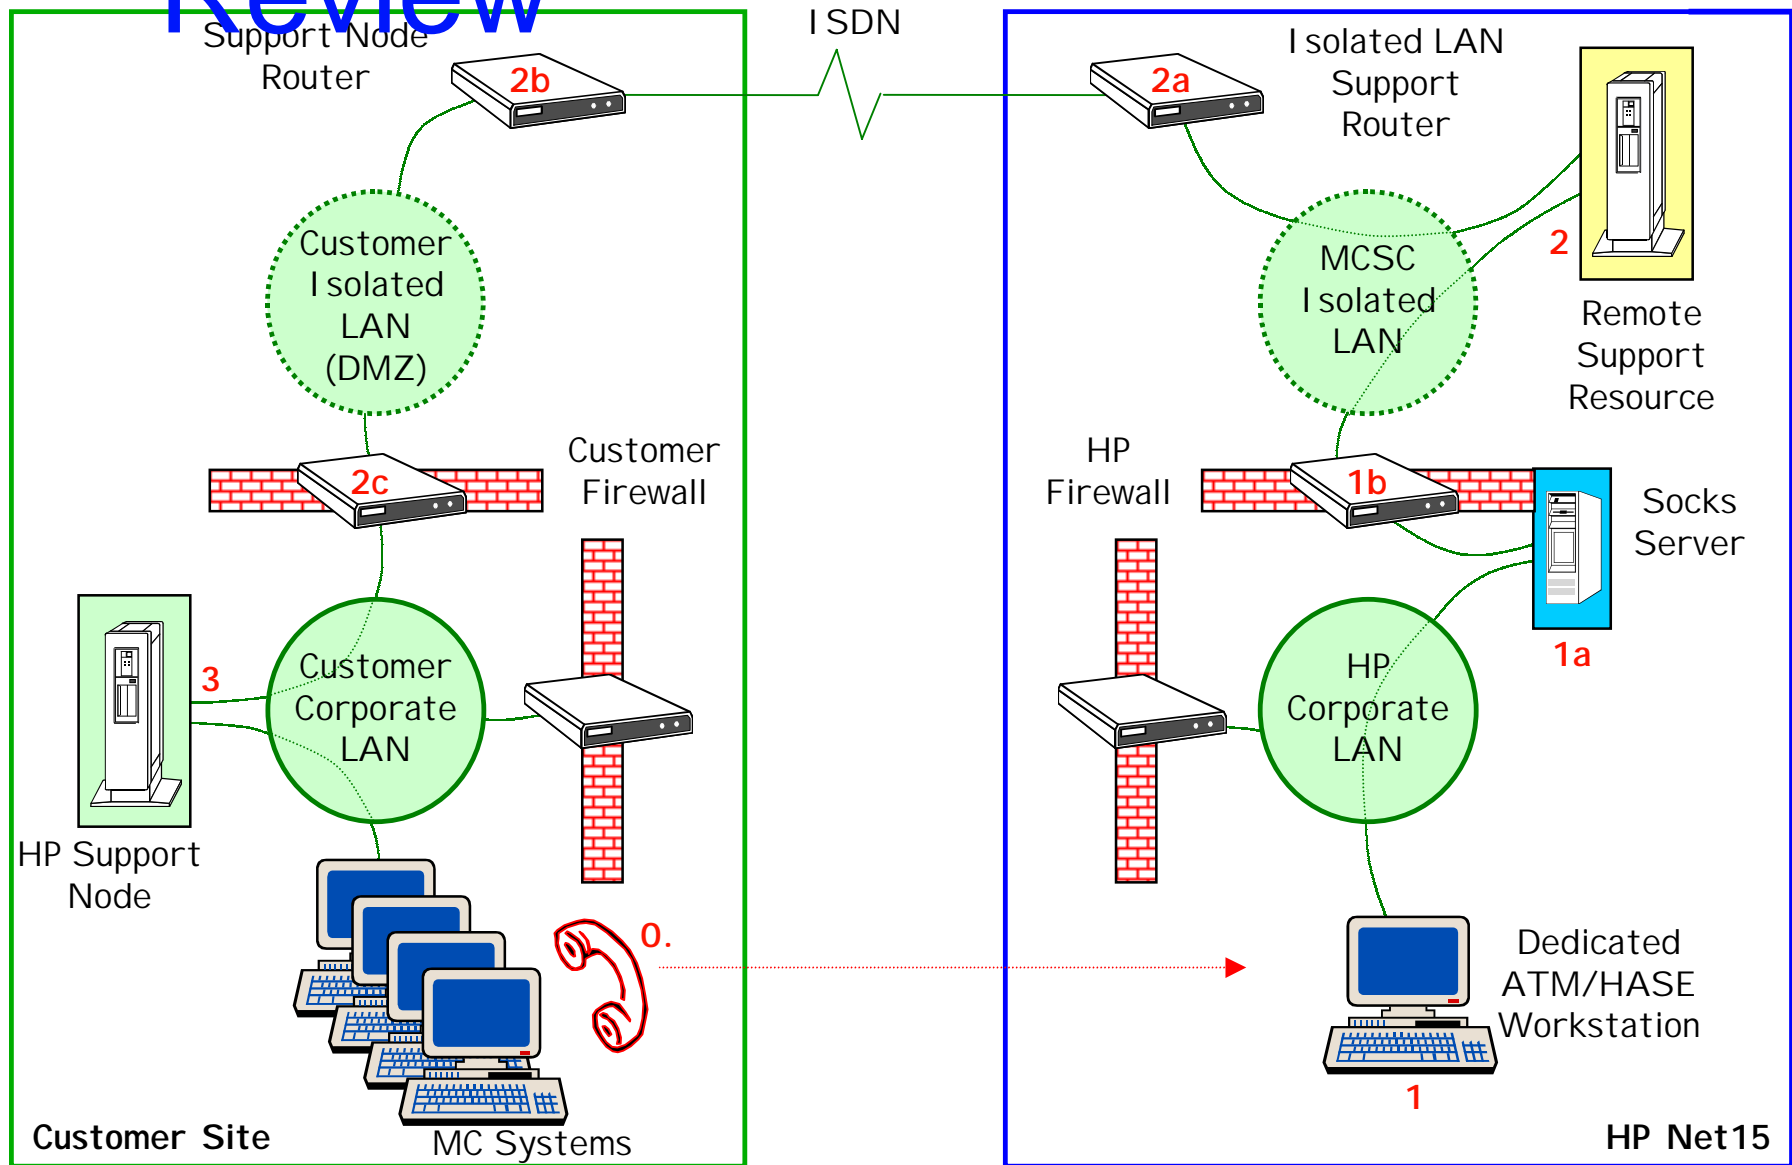 Review
Support Node
Router
2b
ISDN
2a
Isolated LAN
Support
Router
2
Remote
Support
Resource
Customer
Isolated
LAN
(DMZ)
MCSC
Isolated
LAN
2c
Customer
Firewall
HP
Firewall
1b
Socks
Server
1a
3
Customer
Corporate
LAN
HP
Corporate
LAN
HP Support
Node
0.
Dedicated
ATM/HASE
Workstation
1
Customer Site
MC Systems
HP Net15